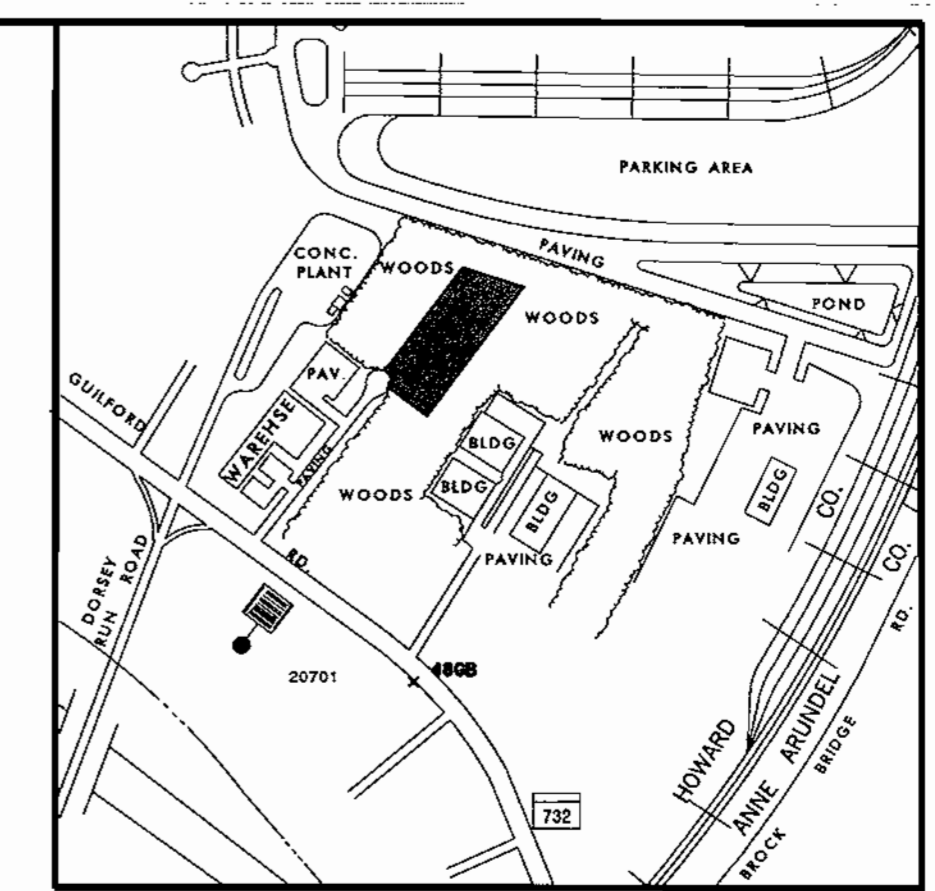 PARKING AREA
PAVING
CONC.
PLANT
WOODS
POND
WOODS
PAV.
GUILFORD
WAREHSE
PAVING
BLDG
WOODS
PAVING
BLDG
WOODS
BLDG
BLDG
CO.
PAVING
PAVING
CO.
RD.
DORSEY
RUN ROAD
RD.
20701
48GB
HOWARD
ANNE ARUNDEL
BROCK BRIDGE
732